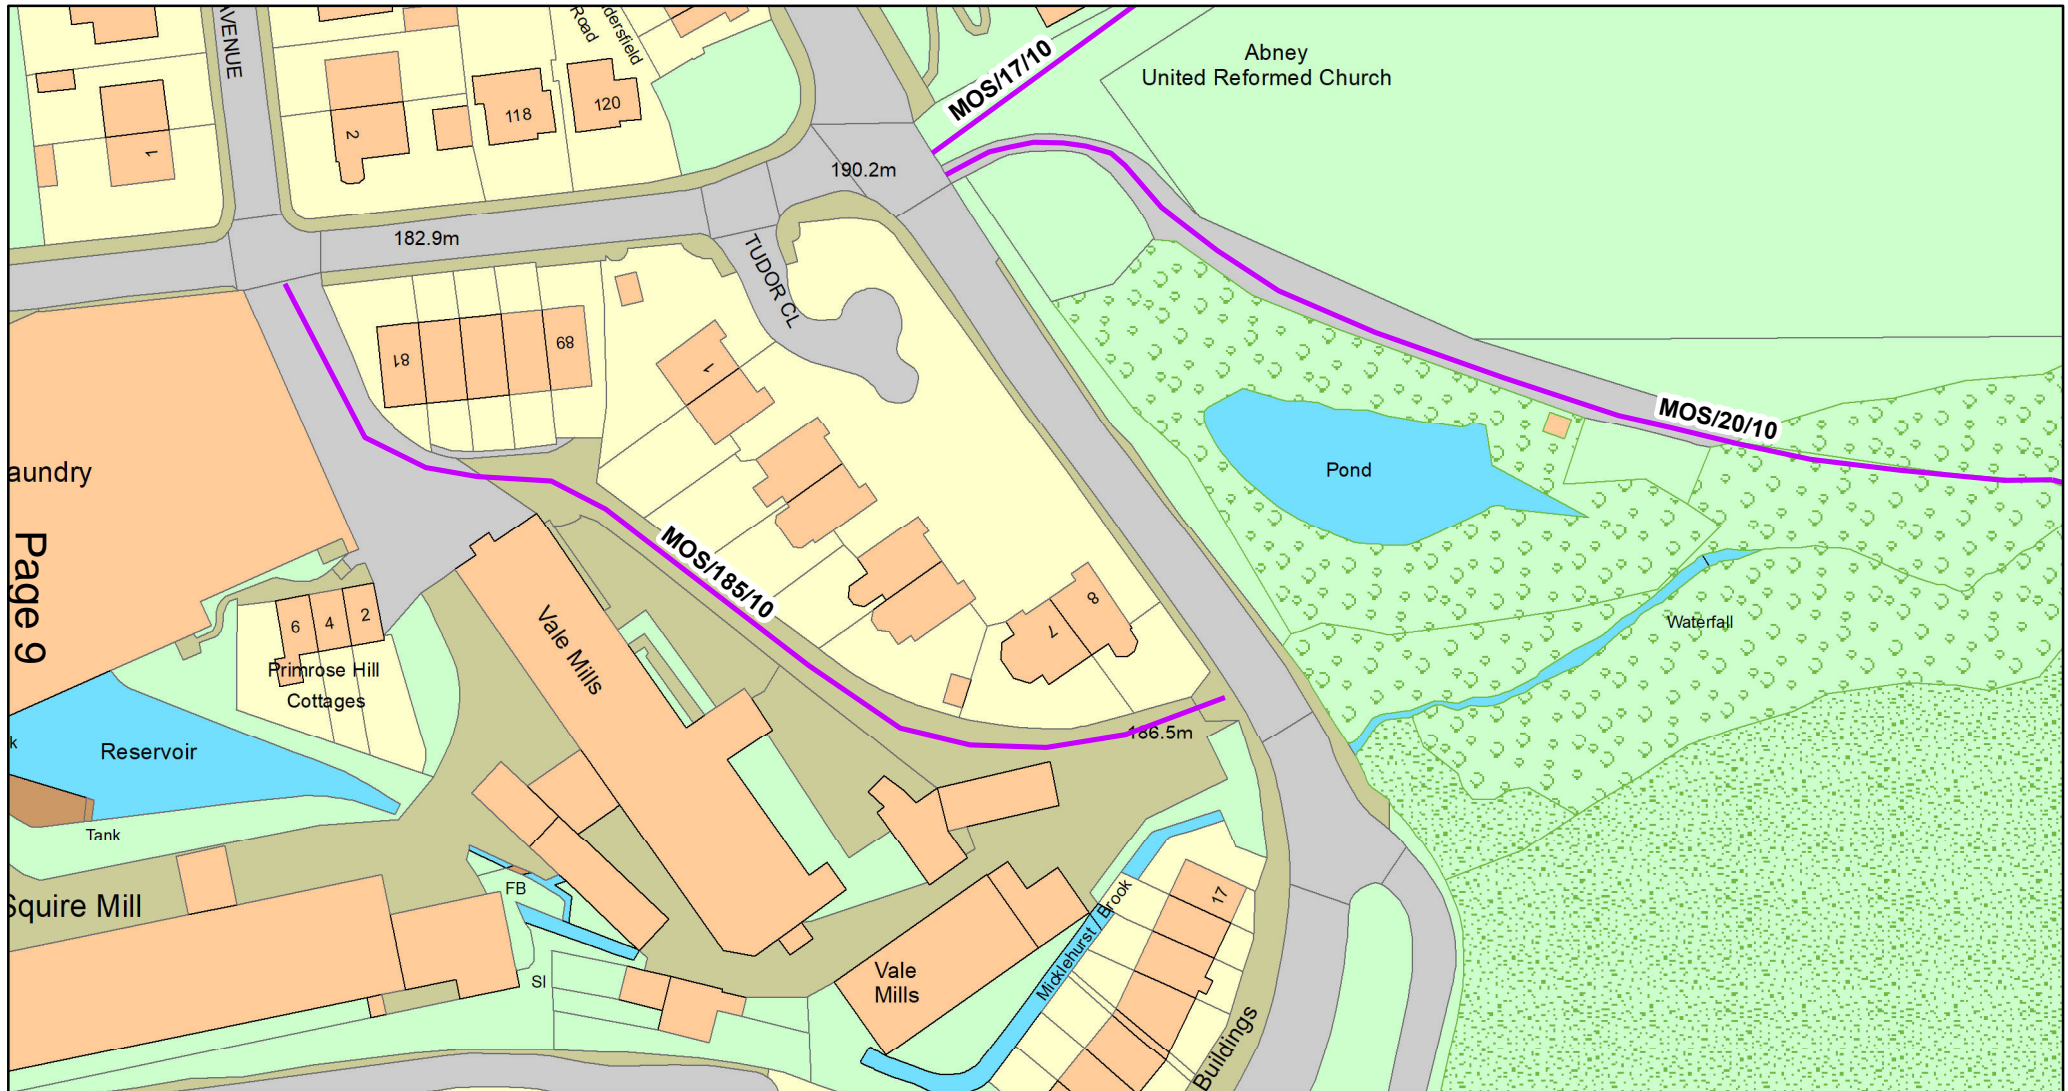 AVENUE
Road
dersfield
Abney
United Reformed Church
MOS/17/10
118
120
2
1
190.2m
182.9m
TUDOR CL
81
69
1
MOS/20/10
Pond
aundry
Page 9
MOS/185/10
Vale Mills
8
7
6
4
2
Primrose Hill
Cottages
Waterfall
186.5m
k
Reservoir
Tank
FB
17
Squire Mill
Micklehurst Brook
Sl
Vale
Mills
Buildings